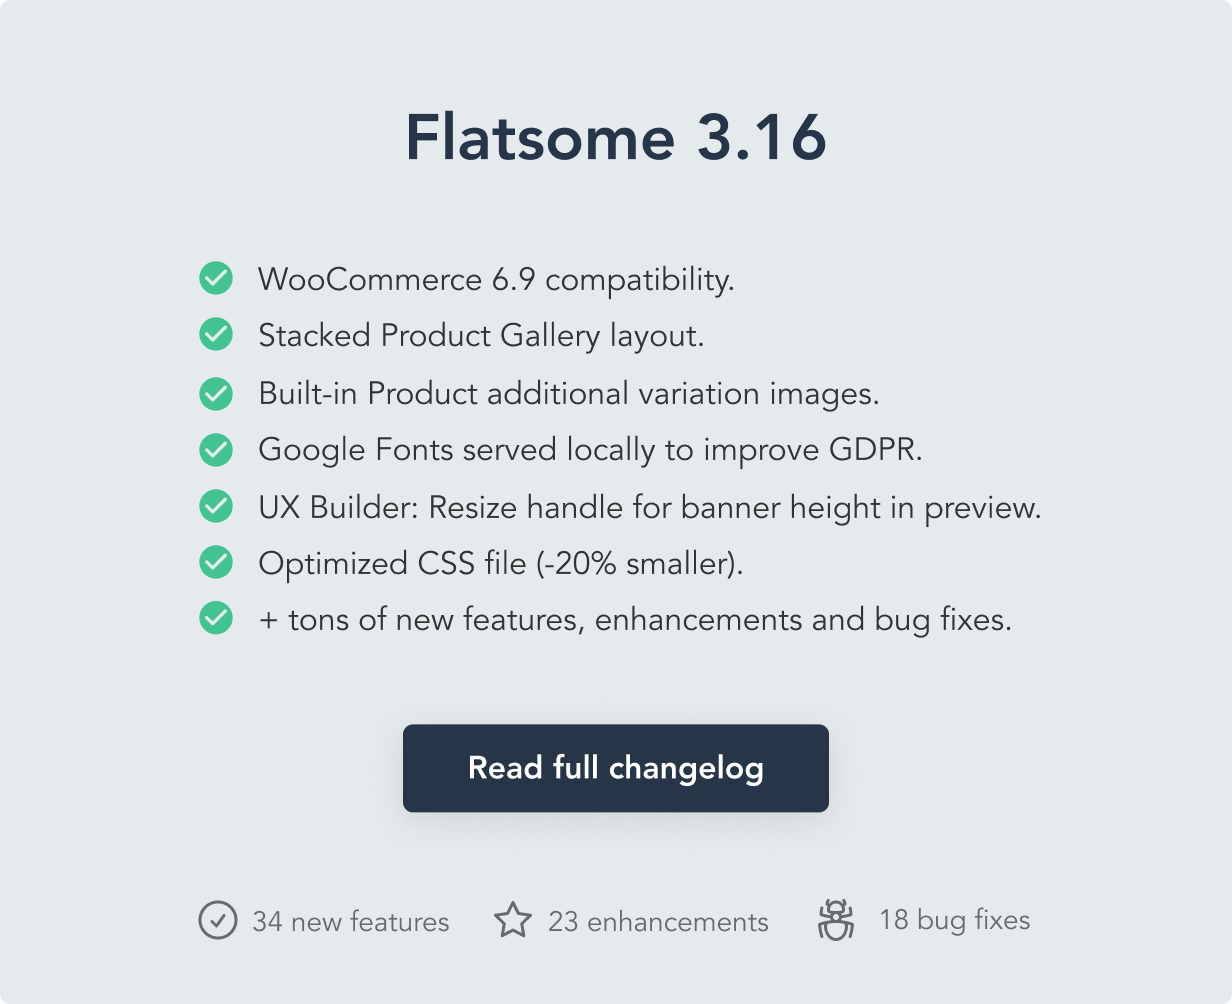 Flatsome 3.16
WooCommerce 6.9 compatibility.
Stacked Product Gallery layout.
Built-in Product additional variation images.
Google Fonts served locally to improve GDPR.
UX Builder: Resize handle for banner height in preview.
Optimized CSS file (-20% smaller).
+ tons of new features, enhancements and bug fixes.
Read full changelog
34 new features 23 enhancements 18 bug fixes